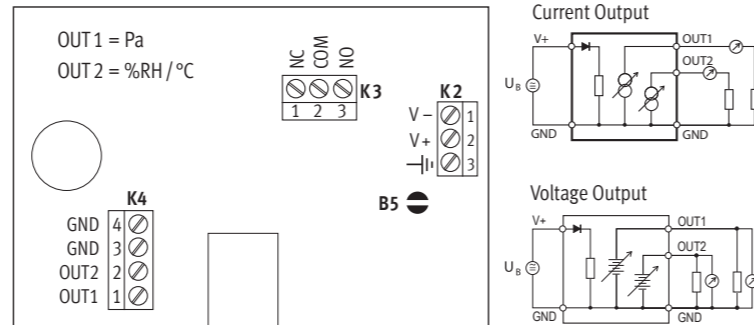 OUT 1 = Pa
OUT 2 = %RH / °C
NC
COM
NO
K3
1 2 3
K2
V – 1
V + 2
3
B5
K4
GND 4
GND 3
OUT2 2
OUT1 1
Current Output
V+
OUT1
OUT2
UB
GND
GND
Voltage Output
V+
OUT1
OUT2
UB
GND
GND